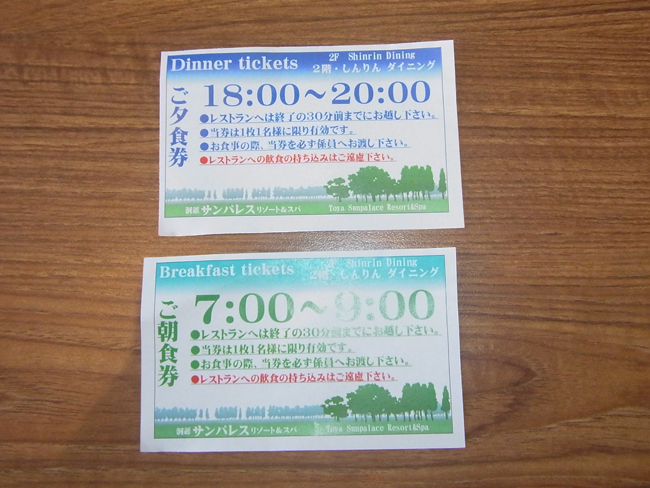 Dinner tickets
2F Shinrin Dining
2階・しんりん ダイニング
ご夕食券
18:00～20:00
●レストランへは終了の30分前までにお越し下さい。
●当券は1枚1名様に限り有効です。
●お食事の際、当券を必ず係員へお渡し下さい。
●レストランへの飲食の持ち込みはご遠慮下さい。
洞爺 サンパレス リゾート&スパ
Toya Sunpalace Resort&Spa
Breakfast tickets
2F Shinrin Dining
2階・しんりん ダイニング
ご朝食券
7:00～9:00
●レストランへは終了の30分前までにお越し下さい。
●当券は1枚1名様に限り有効です。
●お食事の際、当券を必ず係員へお渡し下さい。
●レストランへの飲食の持ち込みはご遠慮下さい。
洞爺 サンパレス リゾート&スパ
Toya Sunpalace Resort&Spa